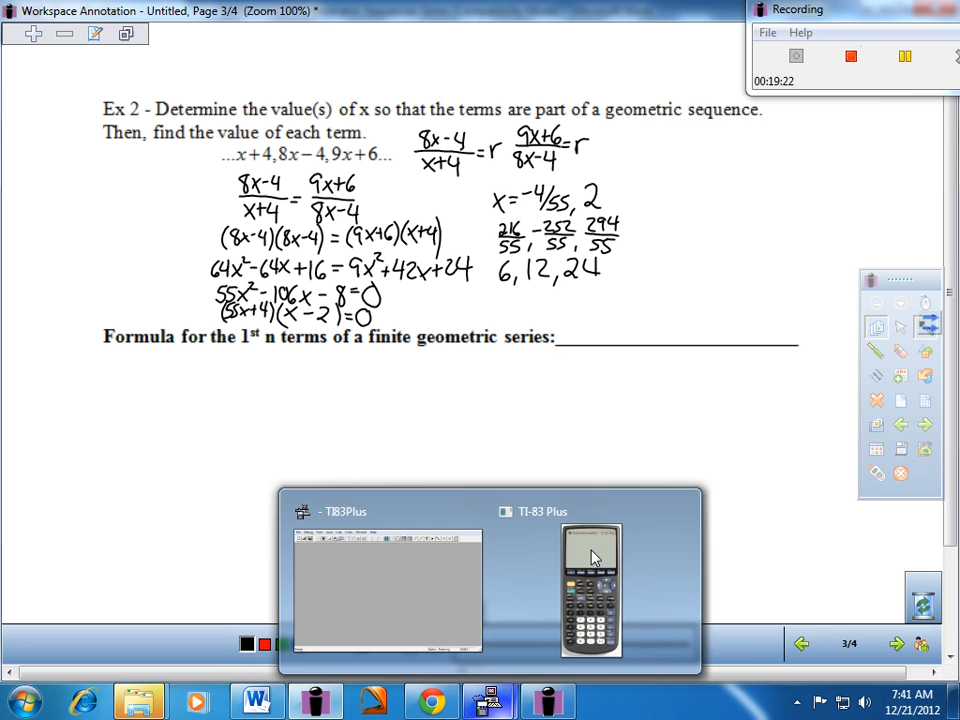 Workspace Annotation - Untitled, Page 3/4 (Zoom 100%) *
Recording
File Help
00:19:22
Ex 2 - Determine the value(s) of x so that the terms are part of a geometric sequence.
Then, find the value of each term.
...x + 4, 8x − 4, 9x + 6...
(8x-4)/(x+4) = r (9x+6)/(8x-4) = r
(8x-4)/(x+4) = (9x+6)/(8x-4)
(8x-4)(8x-4) = (9x+6)(x+4)
64x²-64x+16 = 9x²+42x+24
55x²-106x-8=0
(55x+4)(x-2)=0
x = -4/55, 2
216/55, -252/55, 294/55
6, 12, 24
Formula for the 1st n terms of a finite geometric series:
- TI83Plus
TI-83 Plus
3/4
7:41 AM
12/21/2012